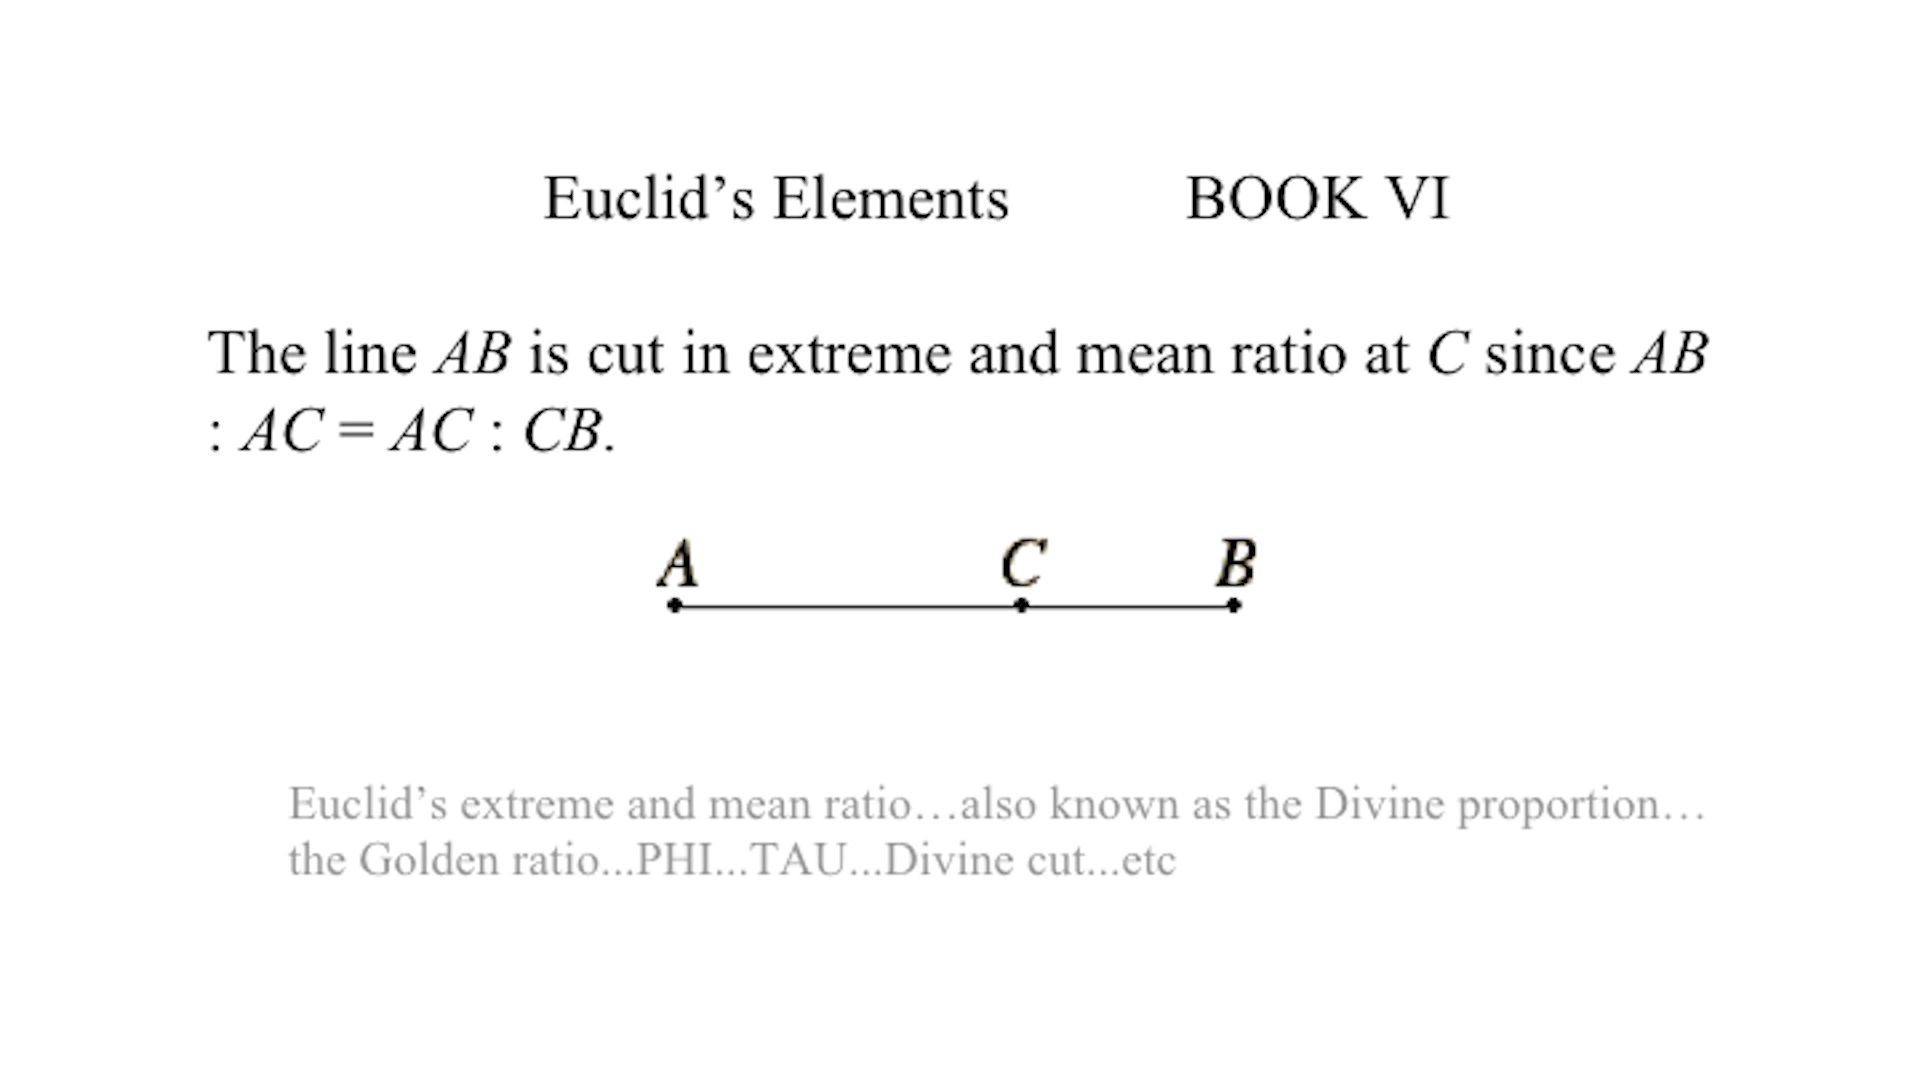 Euclid’s Elements BOOK VI
The line AB is cut in extreme and mean ratio at C since AB
: AC = AC : CB.
A C B
Euclid’s extreme and mean ratio…also known as the Divine proportion…
the Golden ratio...PHI...TAU...Divine cut...etc